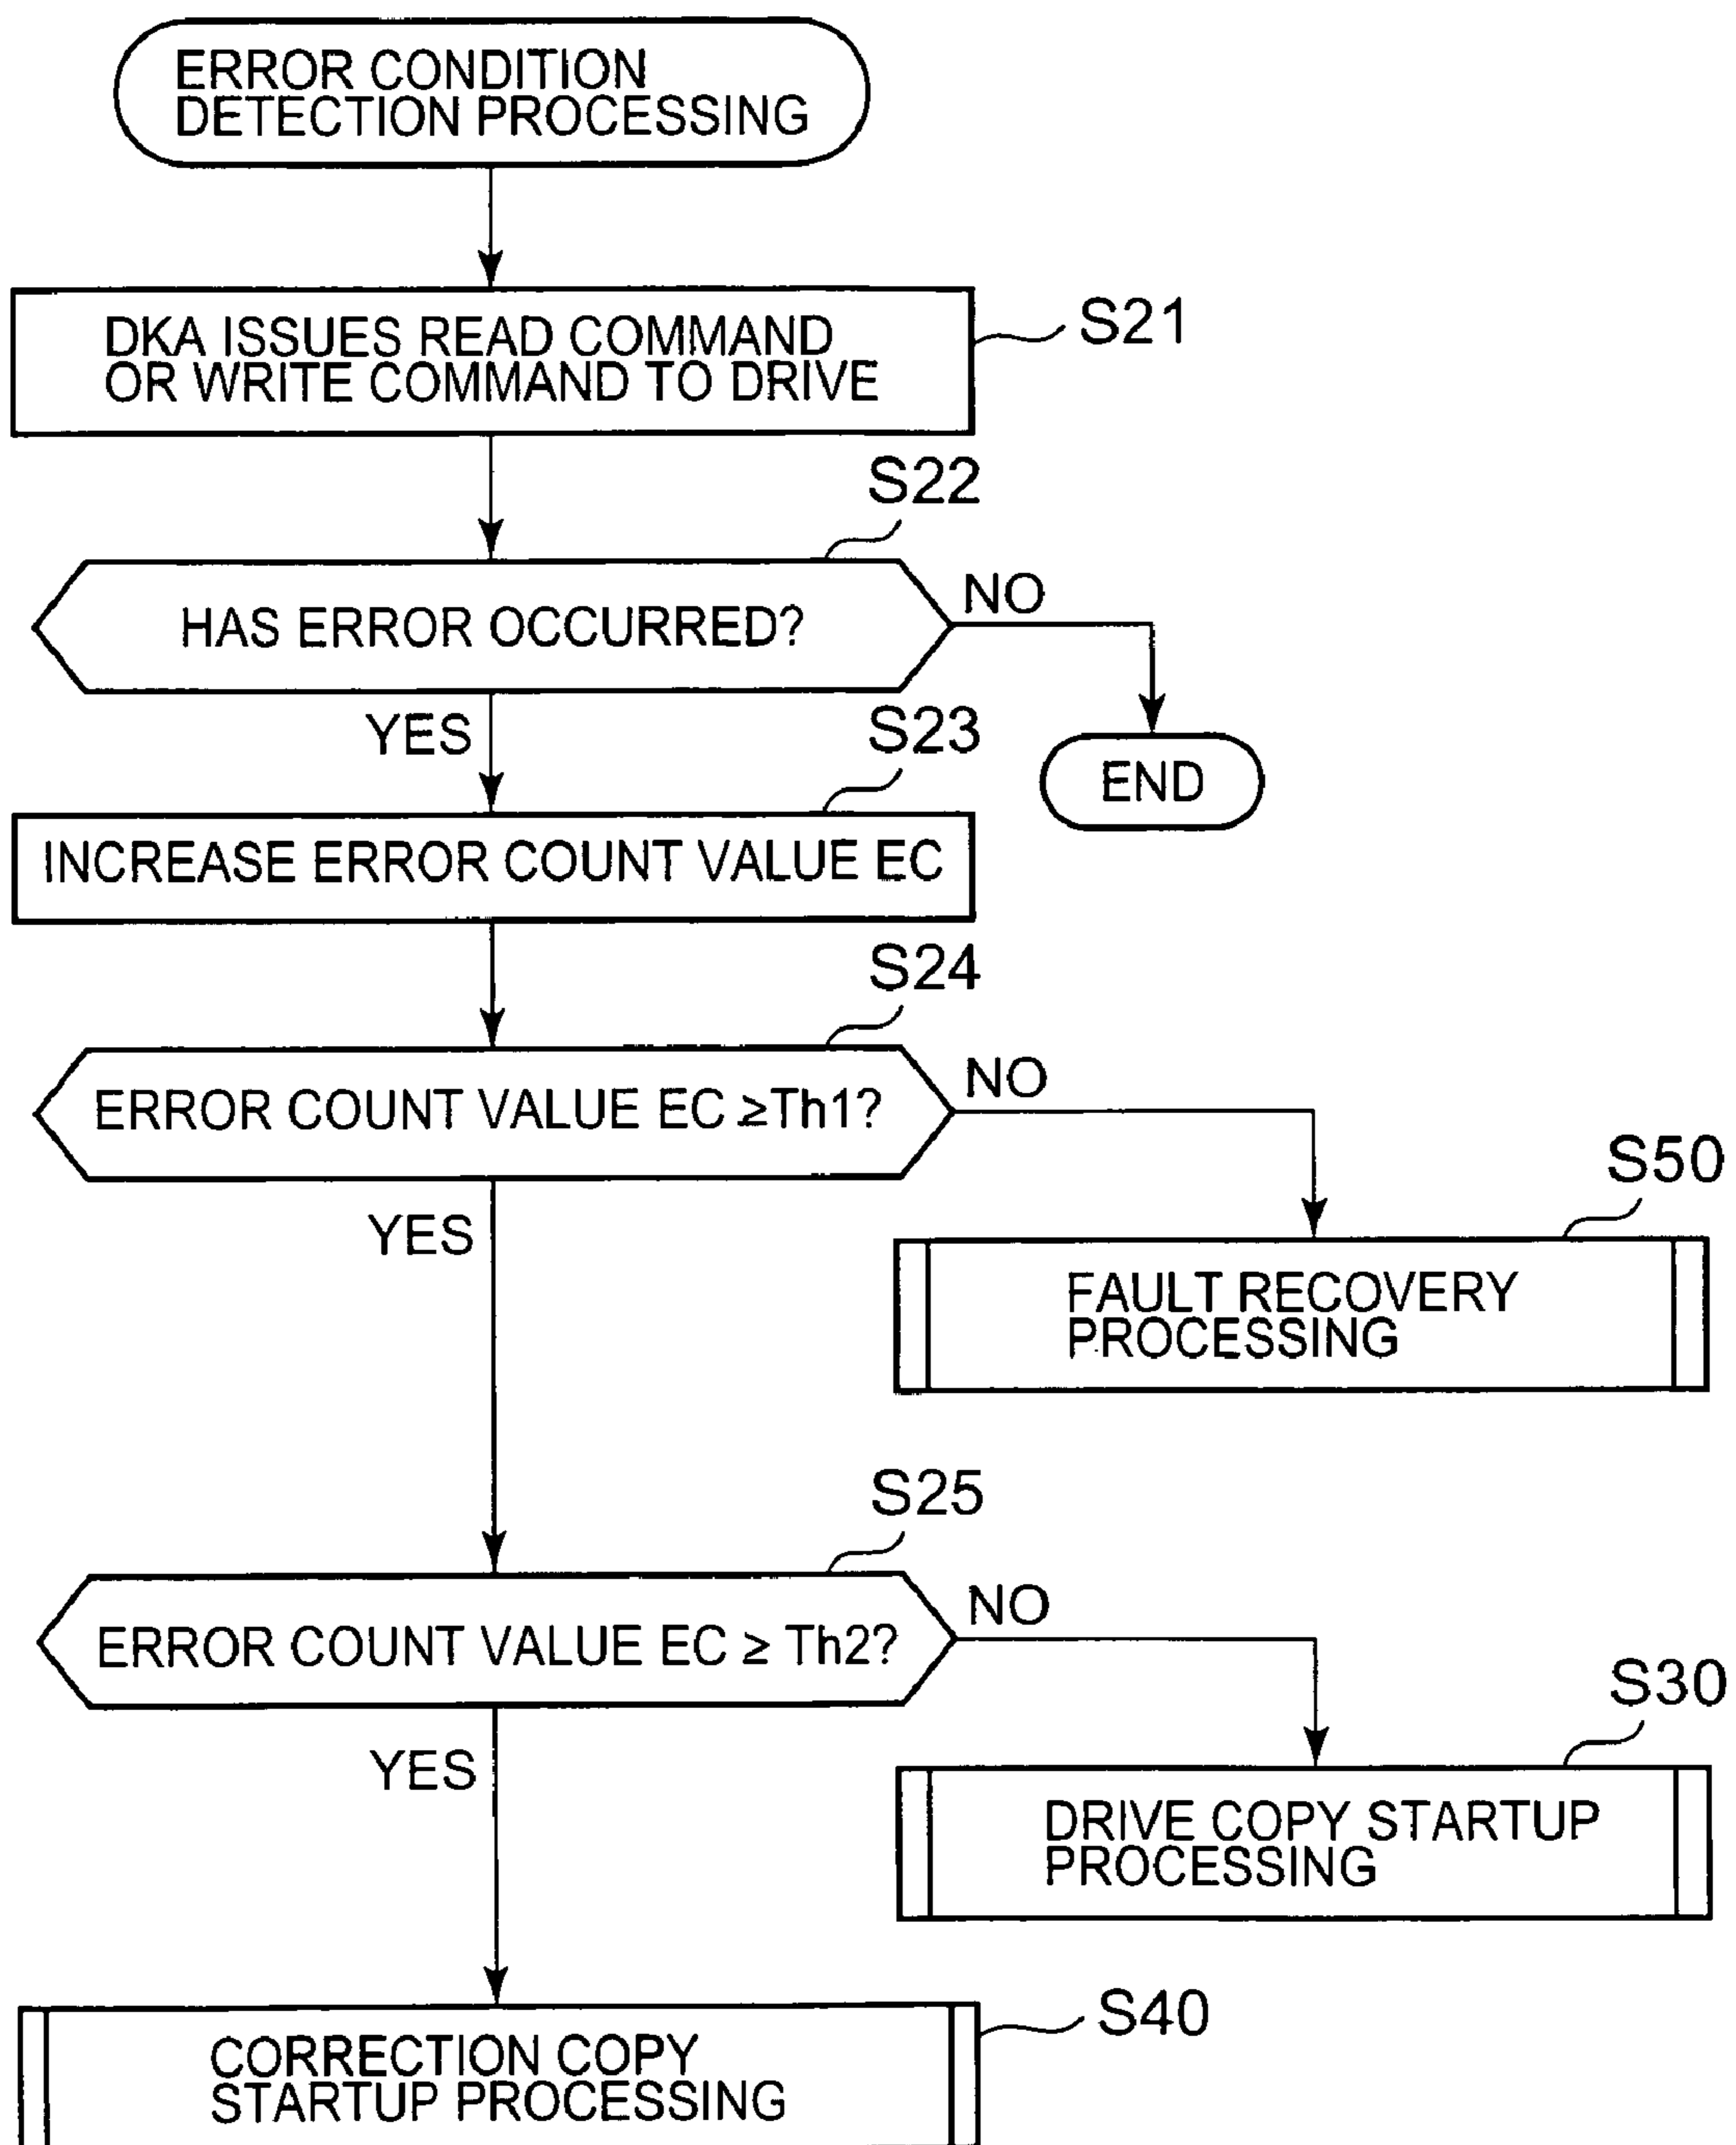 ERROR CONDITION
DETECTION PROCESSING
DKA ISSUES READ COMMAND
OR WRITE COMMAND TO DRIVE
S21
S22
HAS ERROR OCCURRED?
NO
END
YES
S23
INCREASE ERROR COUNT VALUE EC
S24
ERROR COUNT VALUE EC ≥Th1?
NO
YES
S50
FAULT RECOVERY
PROCESSING
S25
ERROR COUNT VALUE EC ≥ Th2?
NO
YES
S30
DRIVE COPY STARTUP
PROCESSING
S40
CORRECTION COPY
STARTUP PROCESSING